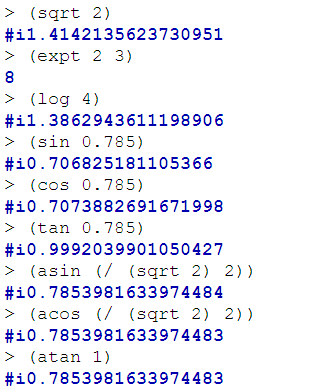 > (sqrt 2)
#i1.4142135623730951
> (expt 2 3)
8
> (log 4)
#i1.3862943611198906
> (sin 0.785)
#i0.706825181105366
> (cos 0.785)
#i0.7073882691671998
> (tan 0.785)
#i0.9992039901050427
> (asin (/ (sqrt 2) 2))
#i0.7853981633974484
> (acos (/ (sqrt 2) 2))
#i0.7853981633974483
> (atan 1)
#i0.7853981633974483